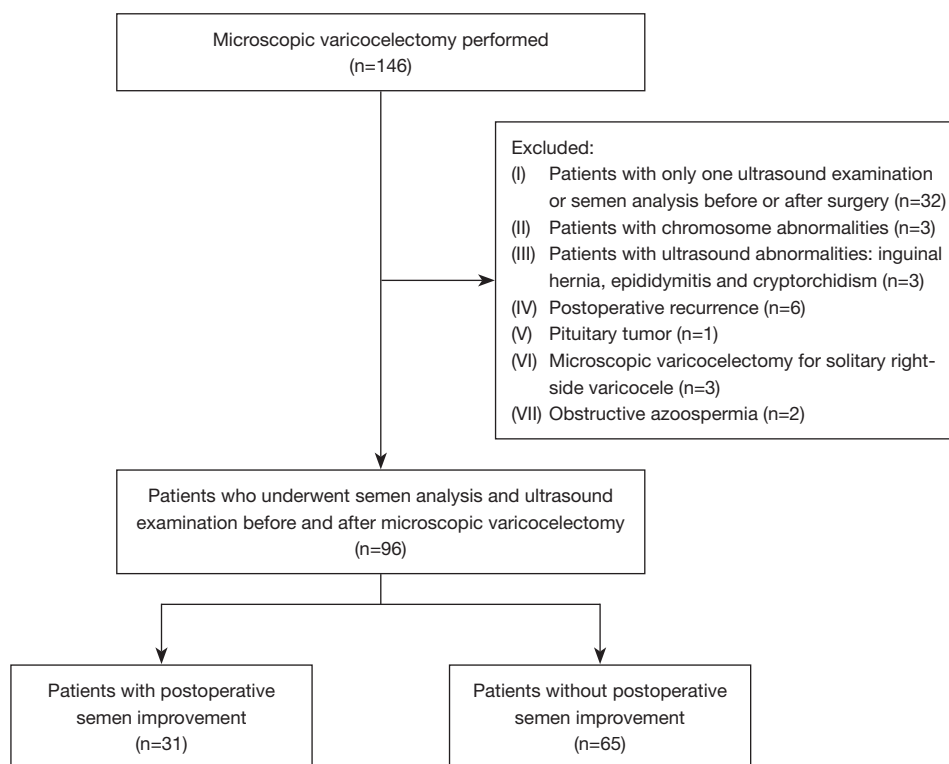 Microscopic varicocelectomy performed
(n=146)
Excluded:
(I) Patients with only one ultrasound examination
or semen analysis before or after surgery (n=32)
(II) Patients with chromosome abnormalities (n=3)
(III) Patients with ultrasound abnormalities: inguinal
hernia, epididymitis and cryptorchidism (n=3)
(IV) Postoperative recurrence (n=6)
(V) Pituitary tumor (n=1)
(VI) Microscopic varicocelectomy for solitary right-
side varicocele (n=3)
(VII) Obstructive azoospermia (n=2)
Patients who underwent semen analysis and ultrasound
examination before and after microscopic varicocelectomy
(n=96)
Patients with postoperative
semen improvement
(n=31)
Patients without postoperative
semen improvement
(n=65)